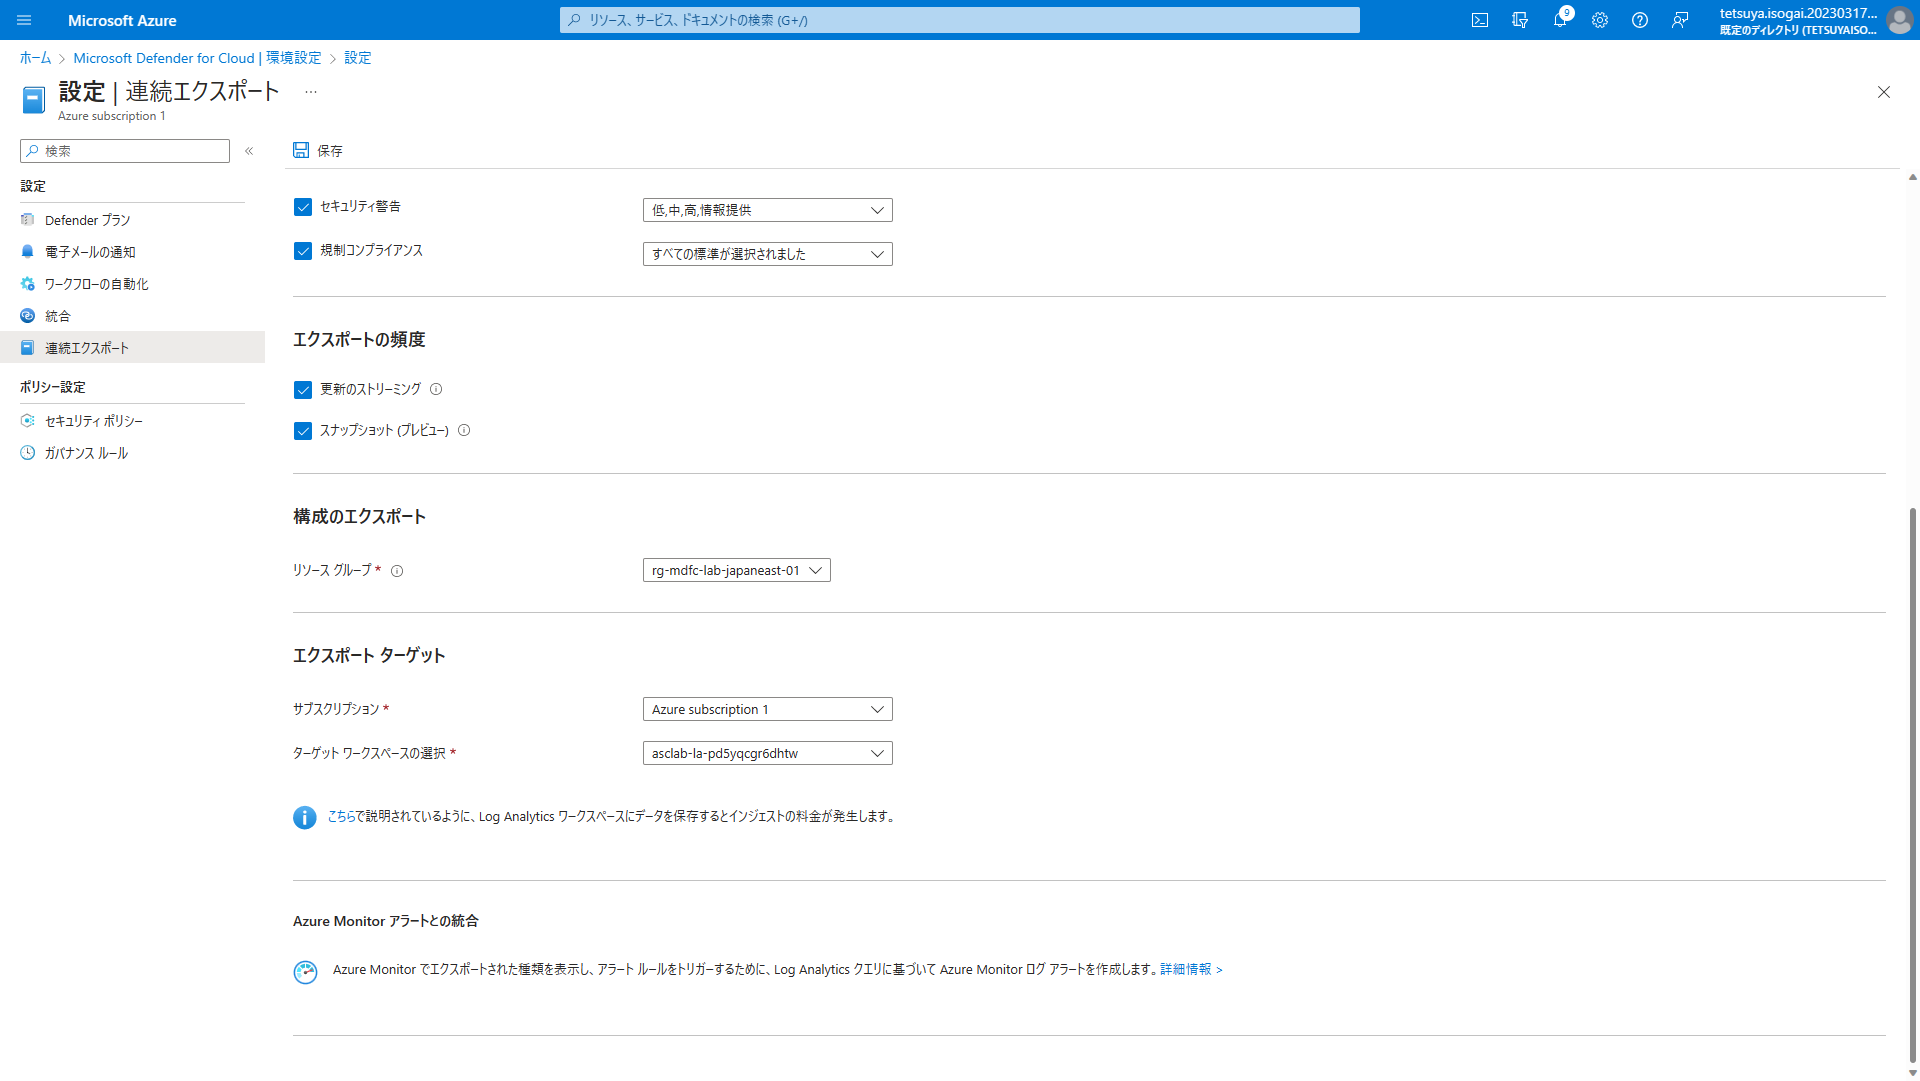 Microsoft Azure
リソース、サービス、ドキュメントの検索 (G+/)
9
tetsuya.isogai.20230317...
既定のディレクトリ (TETSUYAISO...
ホーム > Microsoft Defender for Cloud | 環境設定 > 設定
設定 | 連続エクスポート ...
Azure subscription 1
検索
«
保存
設定
Defender プラン
電子メールの通知
ワークフローの自動化
統合
連続エクスポート
ポリシー設定
セキュリティ ポリシー
ガバナンス ルール
セキュリティ警告
低,中,高,情報提供
規制コンプライアンス
すべての標準が選択されました
エクスポートの頻度
更新のストリーミング
スナップショット (プレビュー)
構成のエクスポート
リソース グループ *
rg-mdfc-lab-japaneast-01
エクスポート ターゲット
サブスクリプション *
Azure subscription 1
ターゲット ワークスペースの選択 *
asclab-la-pd5yqcgr6dhtw
こちらで説明されているように、Log Analytics ワークスペースにデータを保存するとインジェストの料金が発生します。
Azure Monitor アラートとの統合
Azure Monitor でエクスポートされた種類を表示し、アラート ルールをトリガーするために、Log Analytics クエリに基づいて Azure Monitor ログ アラートを作成します。詳細情報 >